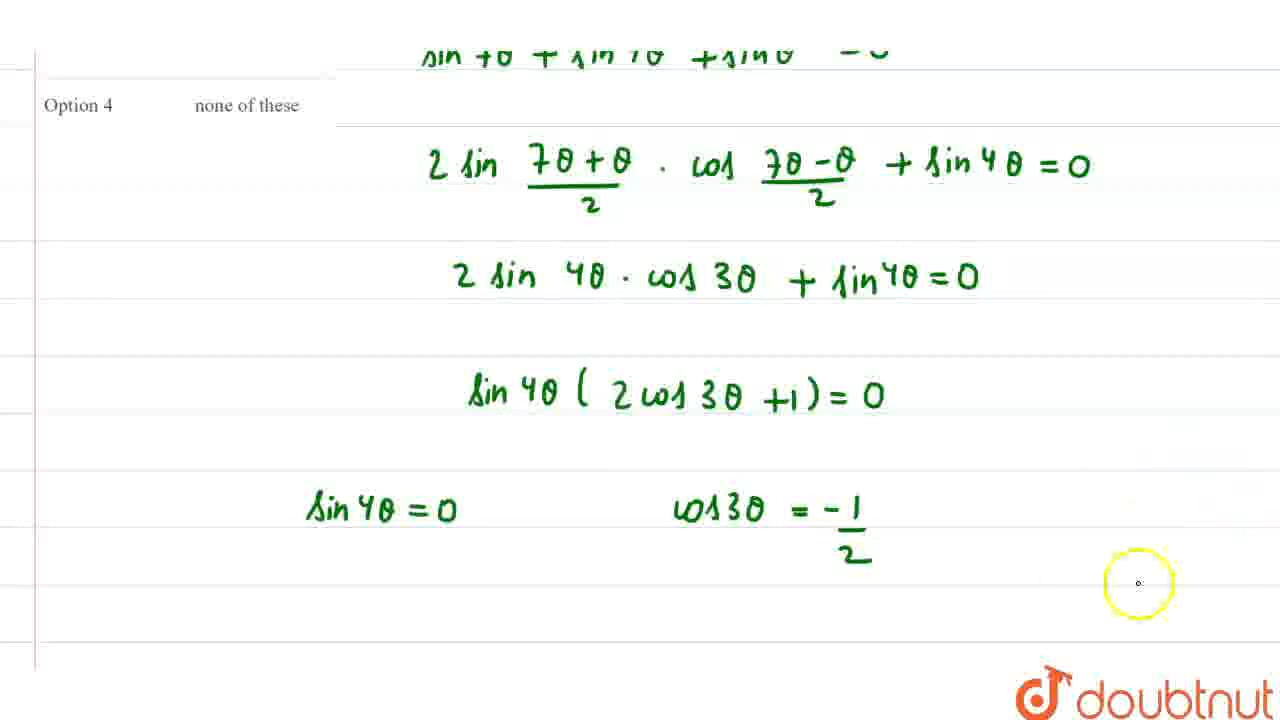 Option 4 none of these
2 sin 7θ+θ/2 . cos 7θ-θ/2 + sin 4θ = 0
2 sin 4θ . cos 3θ + sin 4θ = 0
sin 4θ ( 2 cos 3θ +1) = 0
sin 4θ = 0 cos 3θ = -1/2
doubtnut